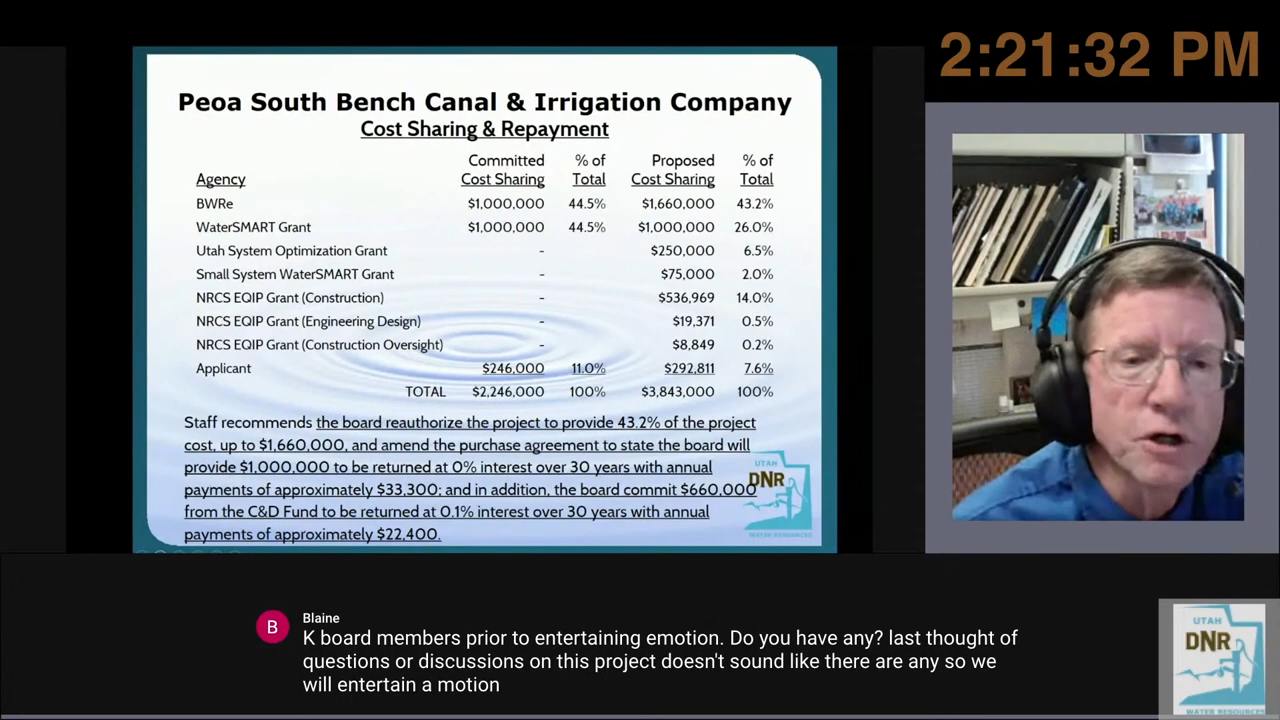 2:21:32 PM
Peoa South Bench Canal & Irrigation Company
Cost Sharing & Repayment
Agency Committed Cost Sharing % of Total Proposed Cost Sharing % of Total
BWRe $1,000,000 44.5% $1,660,000 43.2%
WaterSMART Grant $1,000,000 44.5% $1,000,000 26.0%
Utah System Optimization Grant - $250,000 6.5%
Small System WaterSMART Grant - $75,000 2.0%
NRCS EQIP Grant (Construction) - $536,969 14.0%
NRCS EQIP Grant (Engineering Design) - $19,371 0.5%
NRCS EQIP Grant (Construction Oversight) - $8,849 0.2%
Applicant $246,000 11.0% $292,811 7.6%
TOTAL $2,246,000 100% $3,843,000 100%
Staff recommends the board reauthorize the project to provide 43.2% of the project
cost, up to $1,660,000, and amend the purchase agreement to state the board will
provide $1,000,000 to be returned at 0% interest over 30 years with annual
payments of approximately $33,300; and in addition, the board commit $660,000
from the C&D Fund to be returned at 0.1% interest over 30 years with annual
payments of approximately $22,400.
UTAH
DNR
WATER RESOURCES
B
Blaine
K board members prior to entertaining emotion. Do you have any? last thought of
questions or discussions on this project doesn't sound like there are any so we
will entertain a motion
UTAH
DNR
WATER RESOURCES